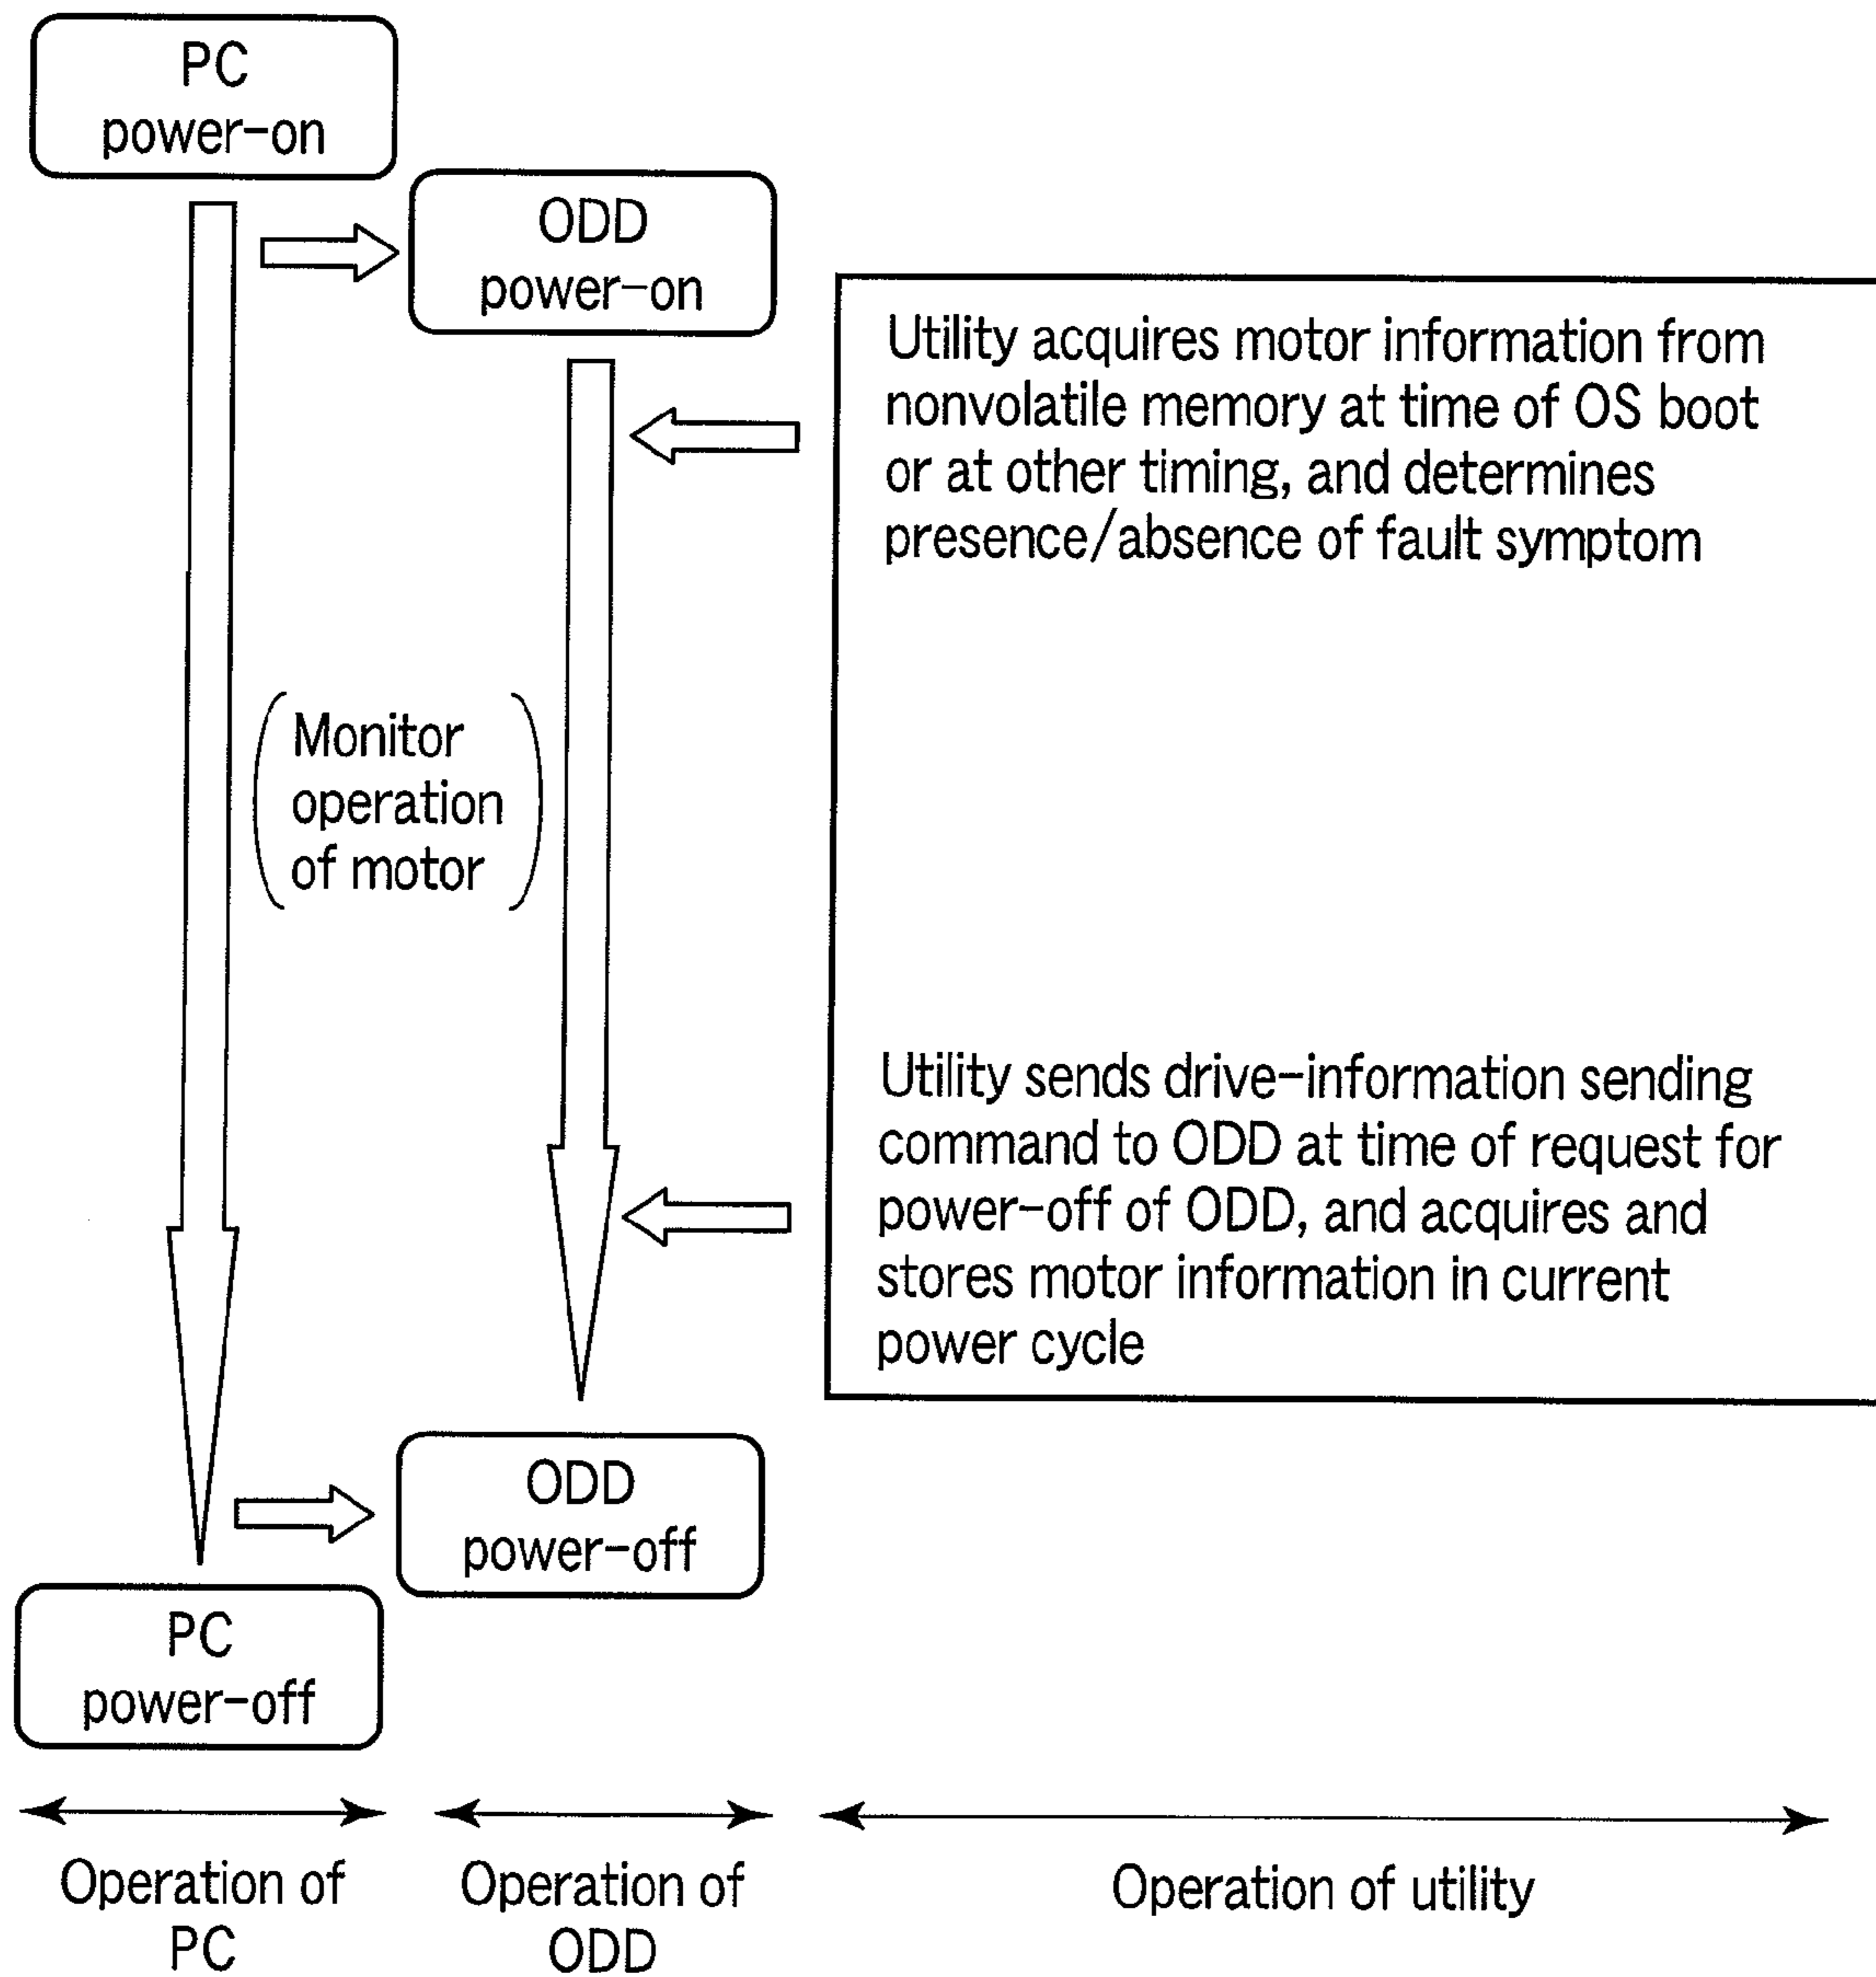 PC
power-on
ODD
power-on
Utility acquires motor information from
nonvolatile memory at time of OS boot
or at other timing, and determines
presence/absence of fault symptom
Monitor
operation
of motor
Utility sends drive-information sending
command to ODD at time of request for
power-off of ODD, and acquires and
stores motor information in current
power cycle
ODD
power-off
PC
power-off
Operation of
PC
Operation of
ODD
Operation of utility